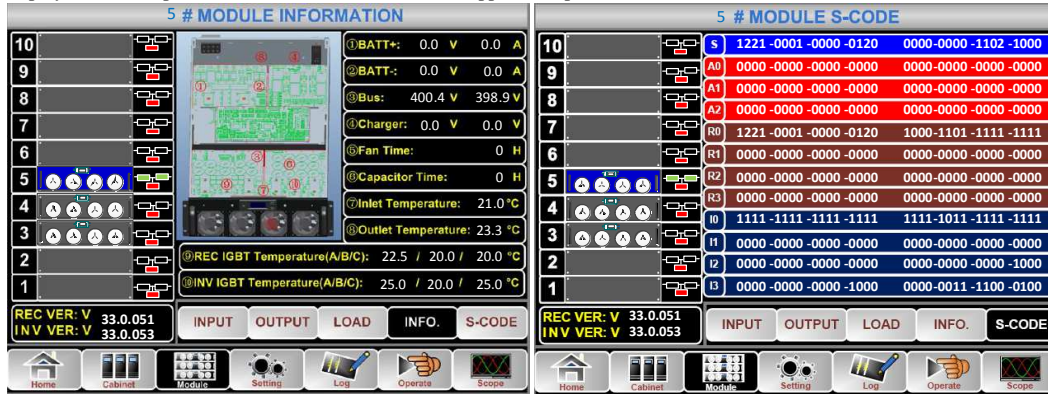 5 # MODULE INFORMATION
10
9
8
7
6
5
4
3
2
1
①BATT+: 0.0 V 0.0 A
②BATT-: 0.0 V 0.0 A
③Bus: 400.4 V 398.9 V
④Charger: 0.0 V 0.0 V
⑤Fan Time: 0 H
⑥Capacitor Time: 0 H
⑦Inlet Temperature: 21.0 °C
⑧Outlet Temperature: 23.3 °C
⑨REC IGBT Temperature(A/B/C): 22.5 / 20.0 / 20.0 °C
⑩INV IGBT Temperature(A/B/C): 25.0 / 20.0 / 25.0 °C
REC VER: V 33.0.051
INV VER: V 33.0.053
INPUT OUTPUT LOAD INFO. S-CODE
Home Cabinet Module Setting Log Operate Scope
5 # MODULE S-CODE
10
9
8
7
6
5
4
3
2
1
S 1221 -0001 -0000 -0120 0000-0000 -1102 -1000
A0 0000 -0000 -0000 -0000 0000 -0000 -0000 -0000
A1 0000 -0000 -0000 -0000 0000 -0000 -0000 -0000
A2 0000 -0000 -0000 -0000 0000 -0000 -0000 -0000
R0 1221 -0001 -0000 -0120 1000-1101 -1111 -1111
R1 0000 -0000 -0000 -0000 0000 -0000 -0000 -0000
R2 0000 -0000 -0000 -0000 0000 -0000 -0000 -0000
R3 0000 -0000 -0000 -0000 0000 -0000 -0000 -0000
I0 1111 -1111 -1111 -1111 1111-1011 -1111 -1111
I1 0000 -0000 -0000 -0000 0000 -0000 -0000 -0000
I2 0000 -0000 -0000 -0000 0000 -0000 -0000 -1000
I3 0000 -0000 -0000 -1000 0000-0011 -1100 -0100
REC VER: V 33.0.051
INV VER: V 33.0.053
INPUT OUTPUT LOAD INFO. S-CODE
Home Cabinet Module Setting Log Operate Scope